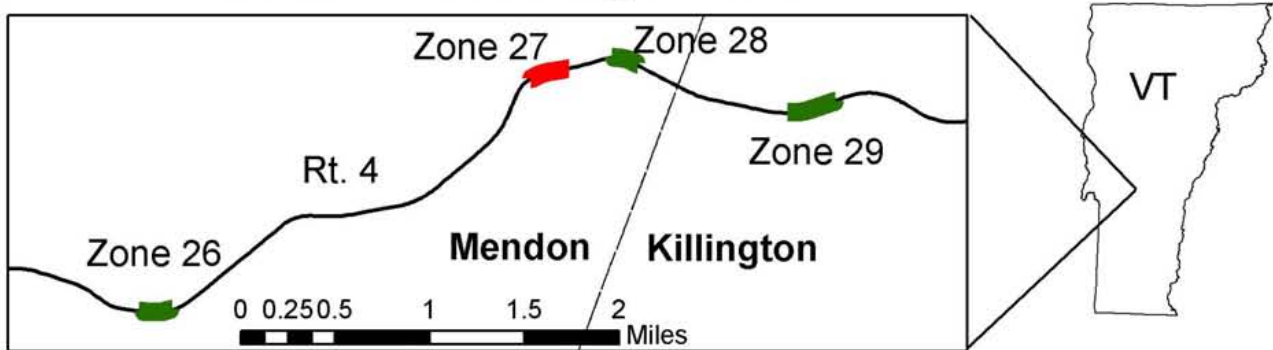 Zone 27
Zone 28
VT
Zone 29
Rt. 4
Zone 26
Mendon
Killington
0 0.25 0.5 1 1.5 2
Miles